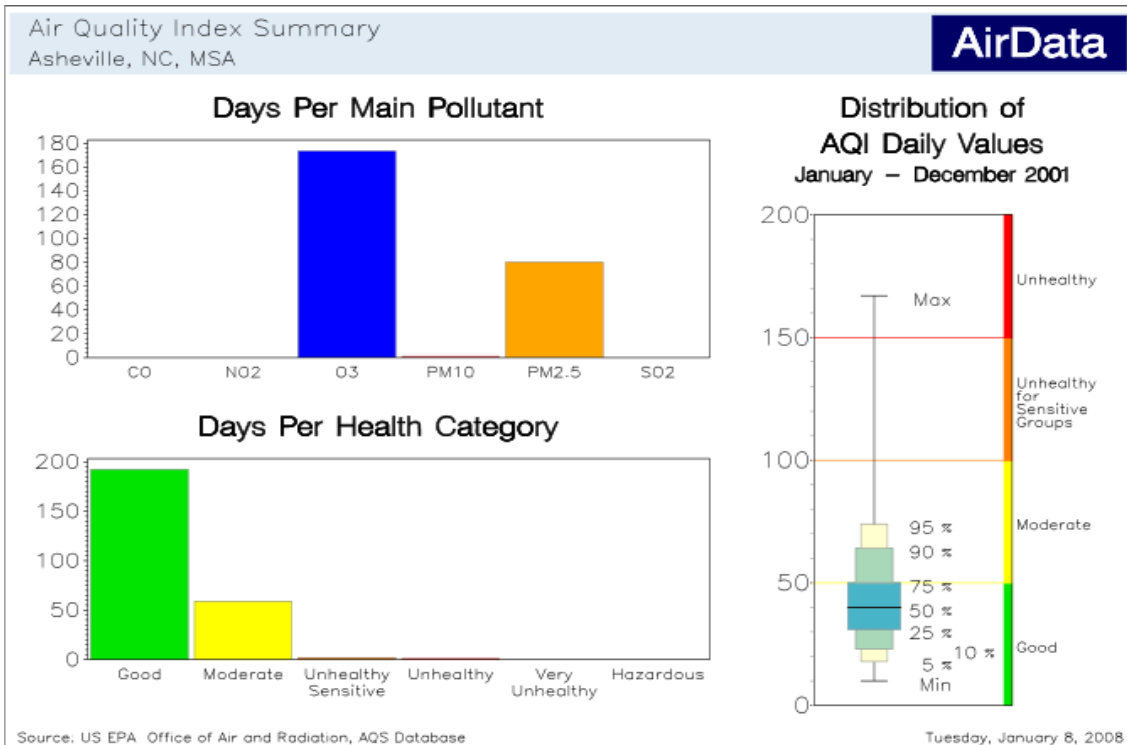 Air Quality Index Summary
Asheville, NC, MSA
AirData
Days Per Main Pollutant
180
160
140
120
100
80
60
40
20
0
CO NO2 O3 PM10 PM2.5 SO2
Days Per Health Category
200
150
100
50
0
Good Moderate Unhealthy Unhealthy Very Hazardous
Sensitive Unhealthy
Distribution of
AQI Daily Values
January – December 2001
200
Unhealthy
Max
150
Unhealthy
for
Sensitive
Groups
100
95 %
Moderate
90 %
50
75 %
50 %
25 %
10 %
Good
5 %
Min
0
Source: US EPA Office of Air and Radiation, AQS Database
Tuesday, January 8, 2008